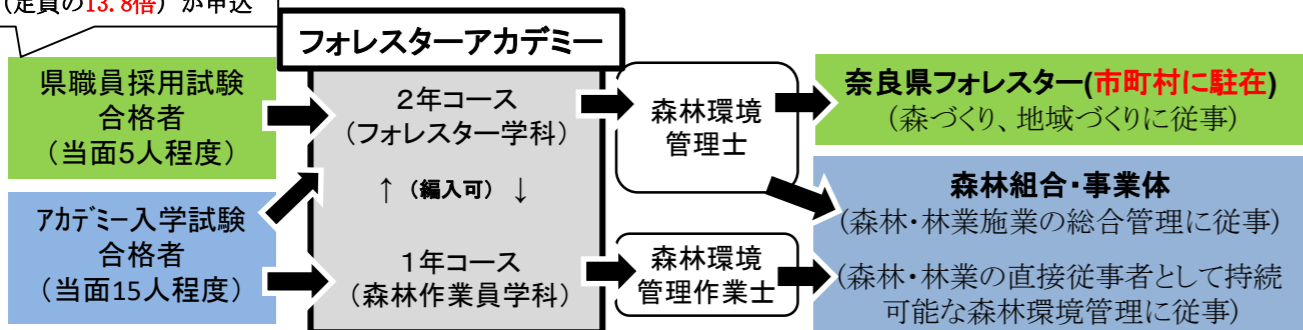 （定員の13.8倍）が申込
フォレスターアカデミー
県職員採用試験
合格者
（当面5人程度）
アカデミー入学試験
合格者
（当面15人程度）
２年コース
（フォレスター学科）
↑（編入可）↓
１年コース
（森林作業員学科）
森林環境
管理士
森林環境
管理作業士
奈良県フォレスター(市町村に駐在)
（森づくり、地域づくりに従事）
森林組合・事業体
（森林・林業施業の総合管理に従事）
（森林・林業の直接従事者として持続
可能な森林環境管理に従事）